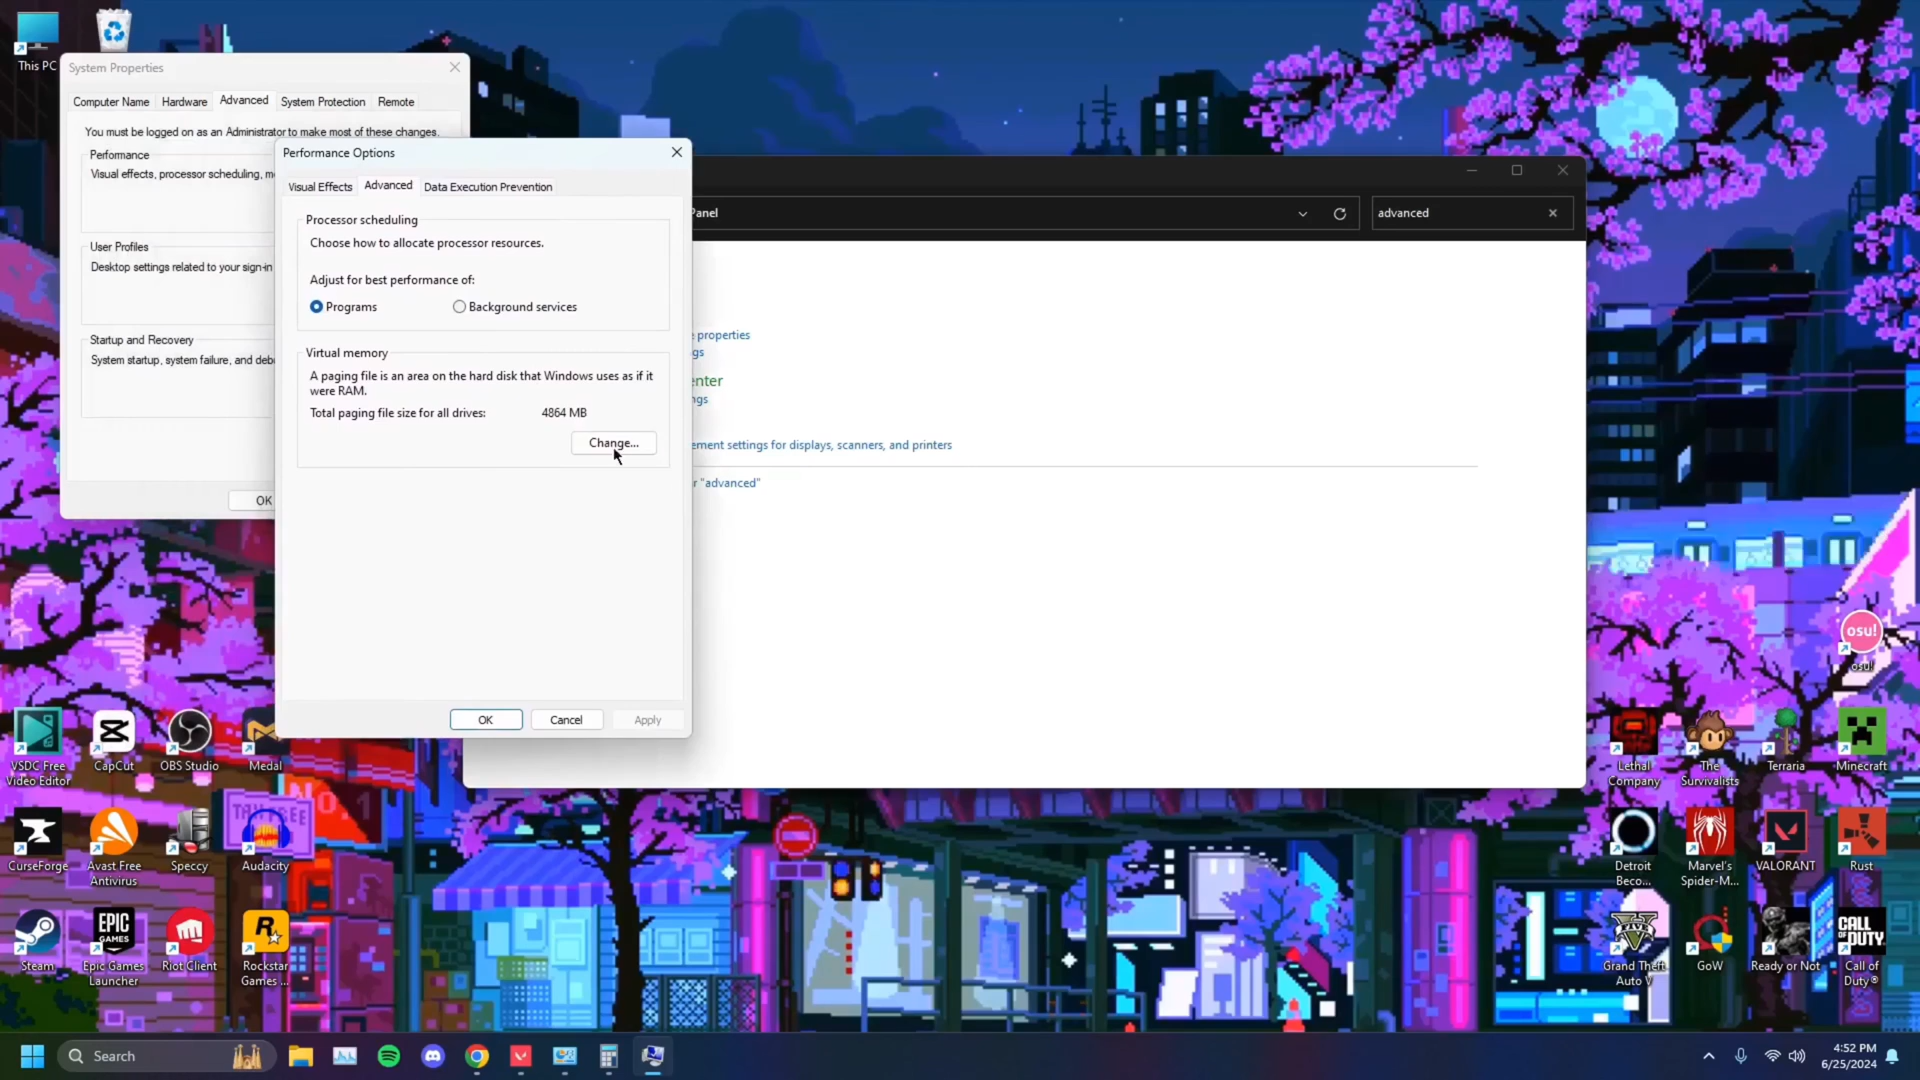 This PC
System Properties
Computer Name Hardware Advanced System Protection Remote
You must be logged on as an Administrator to make most of these changes.
Performance
Visual effects, processor scheduling, m
User Profiles
Desktop settings related to your sign-in
Startup and Recovery
System startup, system failure, and deb
OK
Performance Options
Visual Effects Advanced Data Execution Prevention
Processor scheduling
Choose how to allocate processor resources.
Adjust for best performance of:
Programs Background services
Virtual memory
A paging file is an area on the hard disk that Windows uses as if it
were RAM.
Total paging file size for all drives: 4864 MB
Change...
OK Cancel Apply
Panel
advanced
e properties
gs
enter
ngs
ement settings for displays, scanners, and printers
r "advanced"
osu!
osu!
VSDC Free
Video Editor
CapCut
OBS Studio
Medal
CurseForge
Avast Free
Antivirus
Speccy
Audacity
Steam
EPIC
GAMES
Epic Games
Launcher
Riot Client
R
Rockstar
Games ...
Lethal
Company
The
Survivalists
Terraria
Minecraft
Detroit
Beco...
Marvel's
Spider-M...
VALORANT
Rust
FIVE
Grand Theft
Auto V
GoW
Ready or Not
CALL
OF DUTY
Call of
Duty®
NO. 1
Search
4:52 PM
6/25/2024